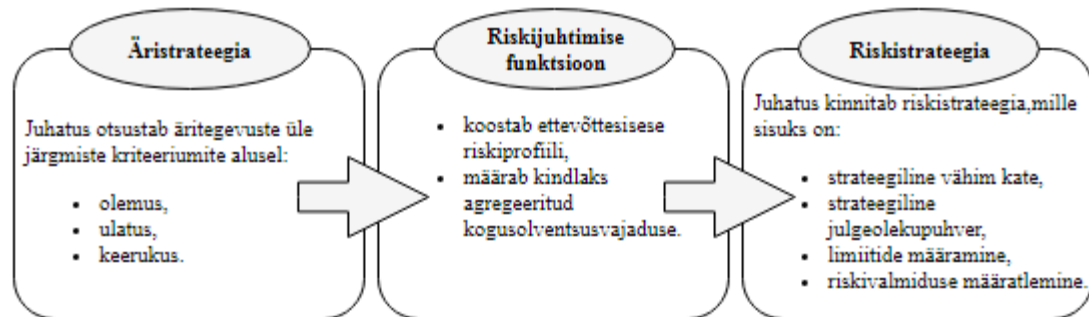 Äristrateegia
Juhatus otsustab äritegevuste üle
järgmiste kriteeriumite alusel:
• olemus,
• ulatus,
• keerukus.
Riskijuhtimise
funktsioon
• koostab ettevõttesisese
riskiprofiili,
• määrab kindlaks
agregeeritud
kogusolventsusvajaduse.
Riskistrateegia
Juhatus kinnitab riskistrateegia,mille
sisuks on:
• strateegiline vähim kate,
• strateegiline
julgeolekupuhver,
• limiitide määramine,
• riskivalmiduse määratlemine.